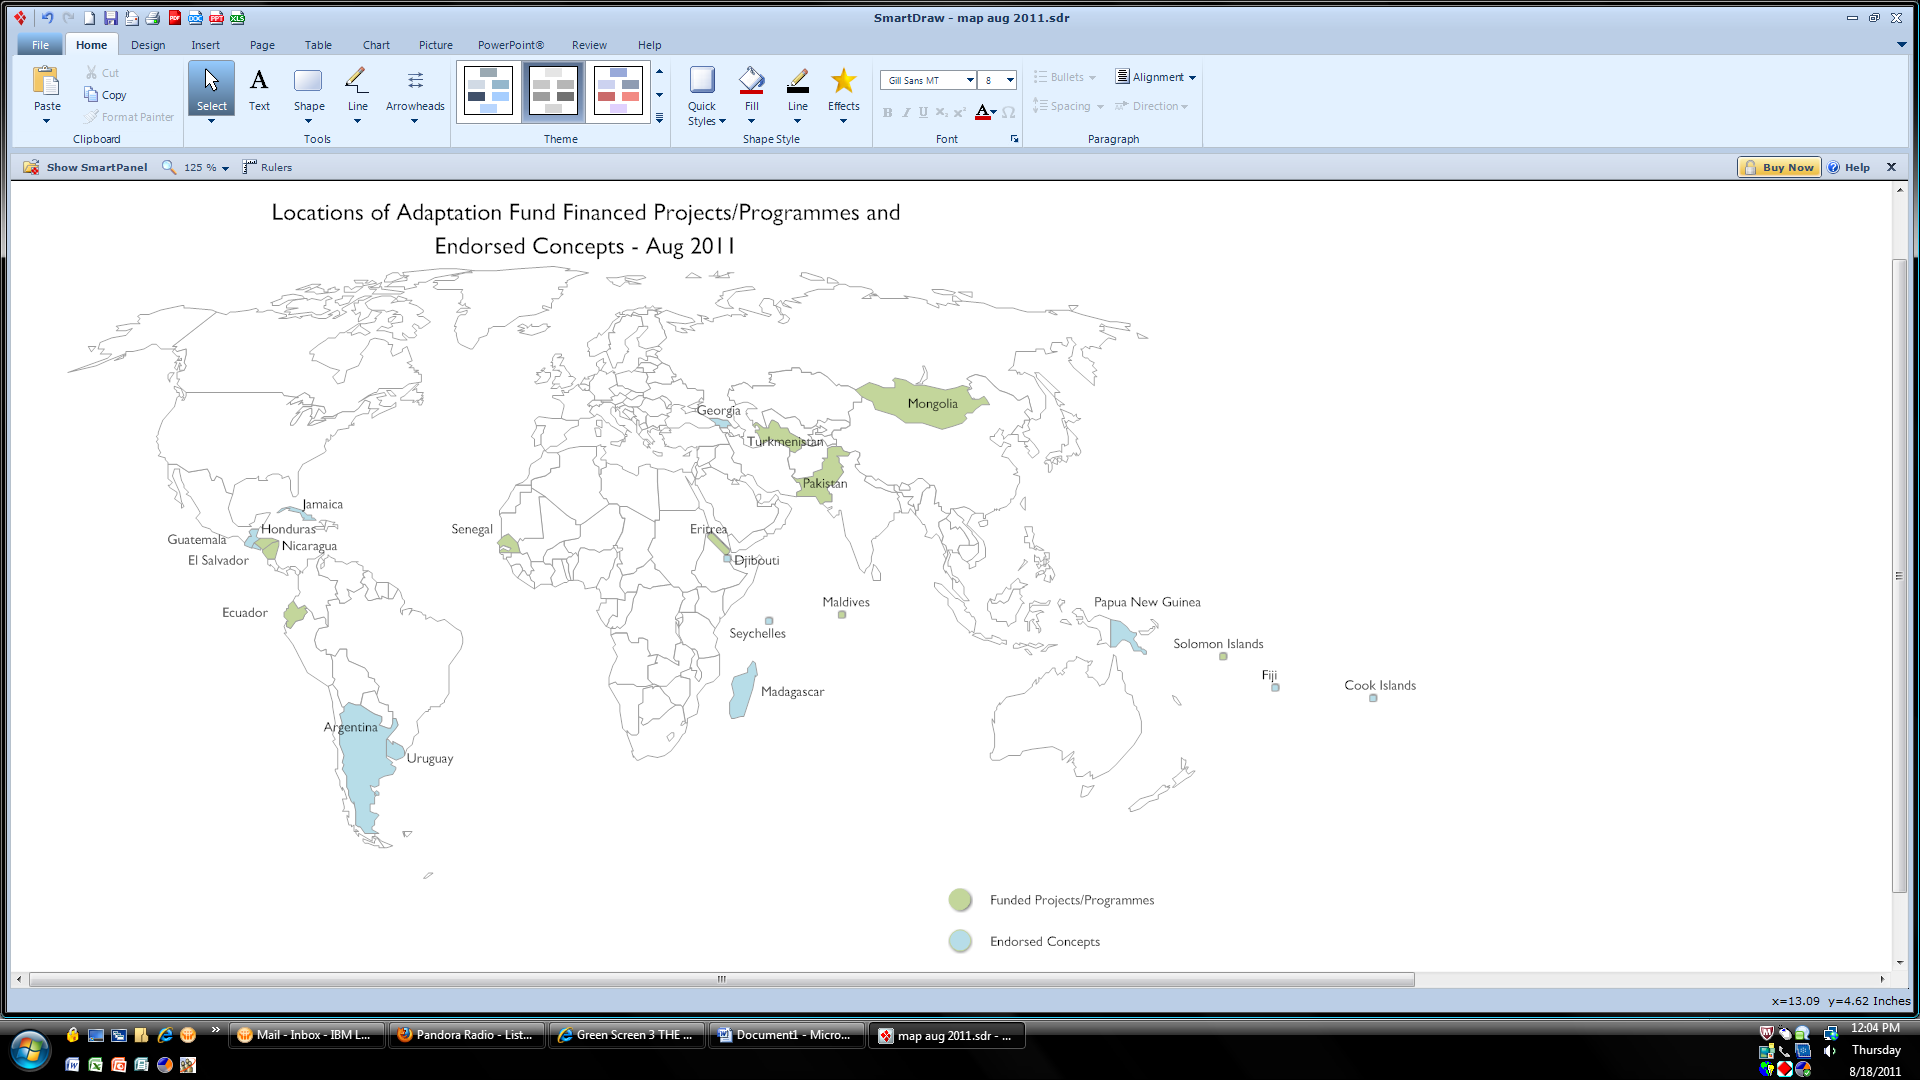 SmartDraw - map aug 2011.sdr
PDF DOC PPT XLS
File Home Design Insert Page Table Chart Picture PowerPoint® Review Help
Paste
Cut
Copy
Format Painter
Clipboard
Select Text Shape Line Arrowheads
Tools
Theme
Quick Styles Fill Line Effects
Shape Style
Gill Sans MT 8
B I U X₂ X² A Ω
Font
Bullets Alignment
Spacing Direction
Paragraph
Show SmartPanel 125 % Rulers Buy Now Help X
Locations of Adaptation Fund Financed Projects/Programmes and
Endorsed Concepts - Aug 2011
Mongolia
Georgia
Turkmenistan
Pakistan
Jamaica
Honduras
Guatemala
Nicaragua
El Salvador
Senegal
Eritrea
Djibouti
Ecuador
Maldives
Seychelles
Papua New Guinea
Solomon Islands
Fiji
Cook Islands
Madagascar
Argentina
Uruguay
Funded Projects/Programmes
Endorsed Concepts
x=13.09 y=4.62 Inches
Mail - Inbox - IBM L...
Pandora Radio - List...
Green Screen 3 THE ...
Document1 - Micro...
map aug 2011.sdr - ...
12:04 PM
Thursday
8/18/2011